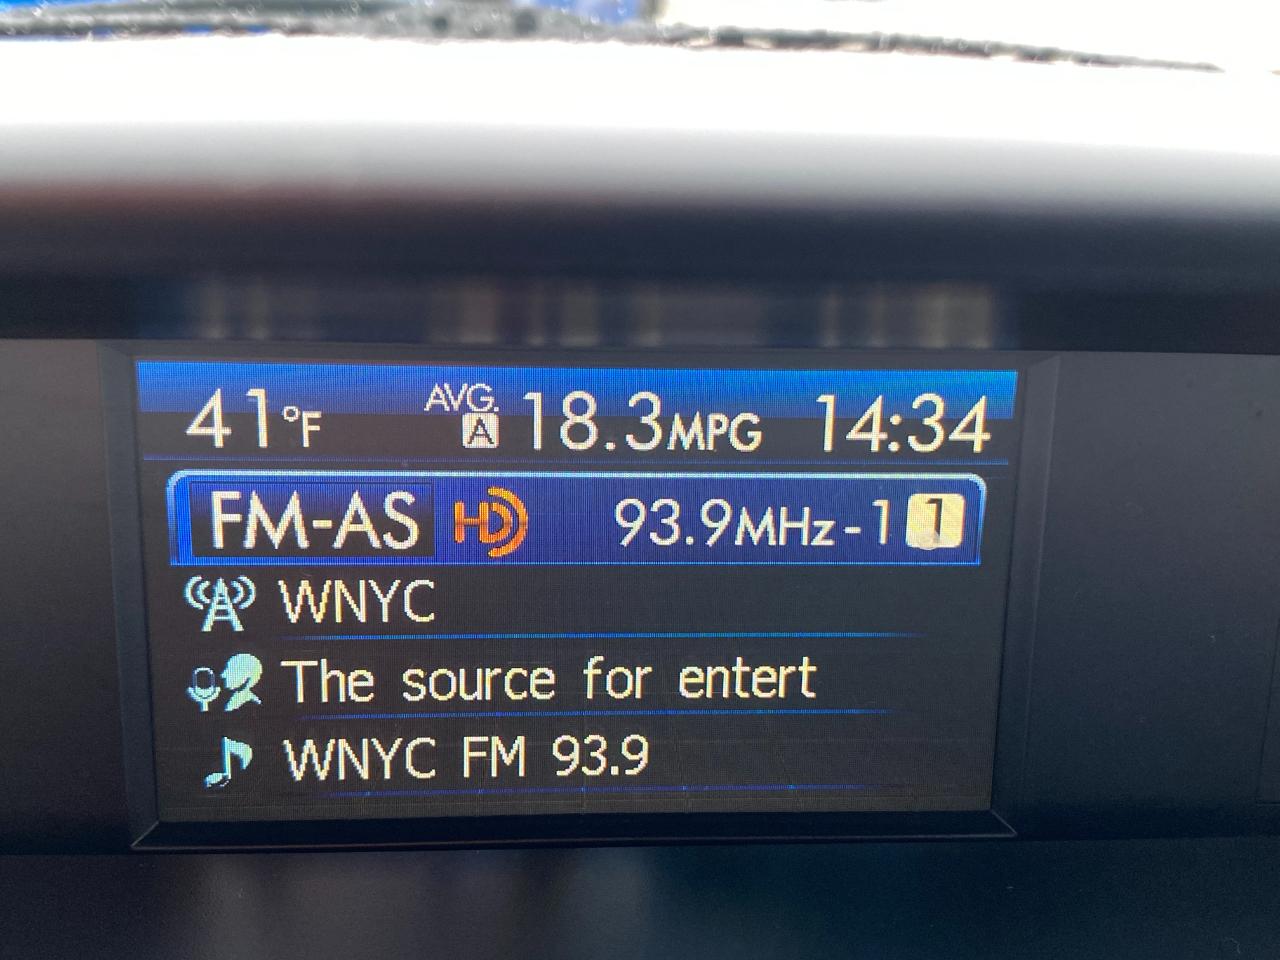 41°F AVG. A 18.3MPG 14:34
FM-AS HD 93.9MHz-1 1
WNYC
The source for entert
WNYC FM 93.9